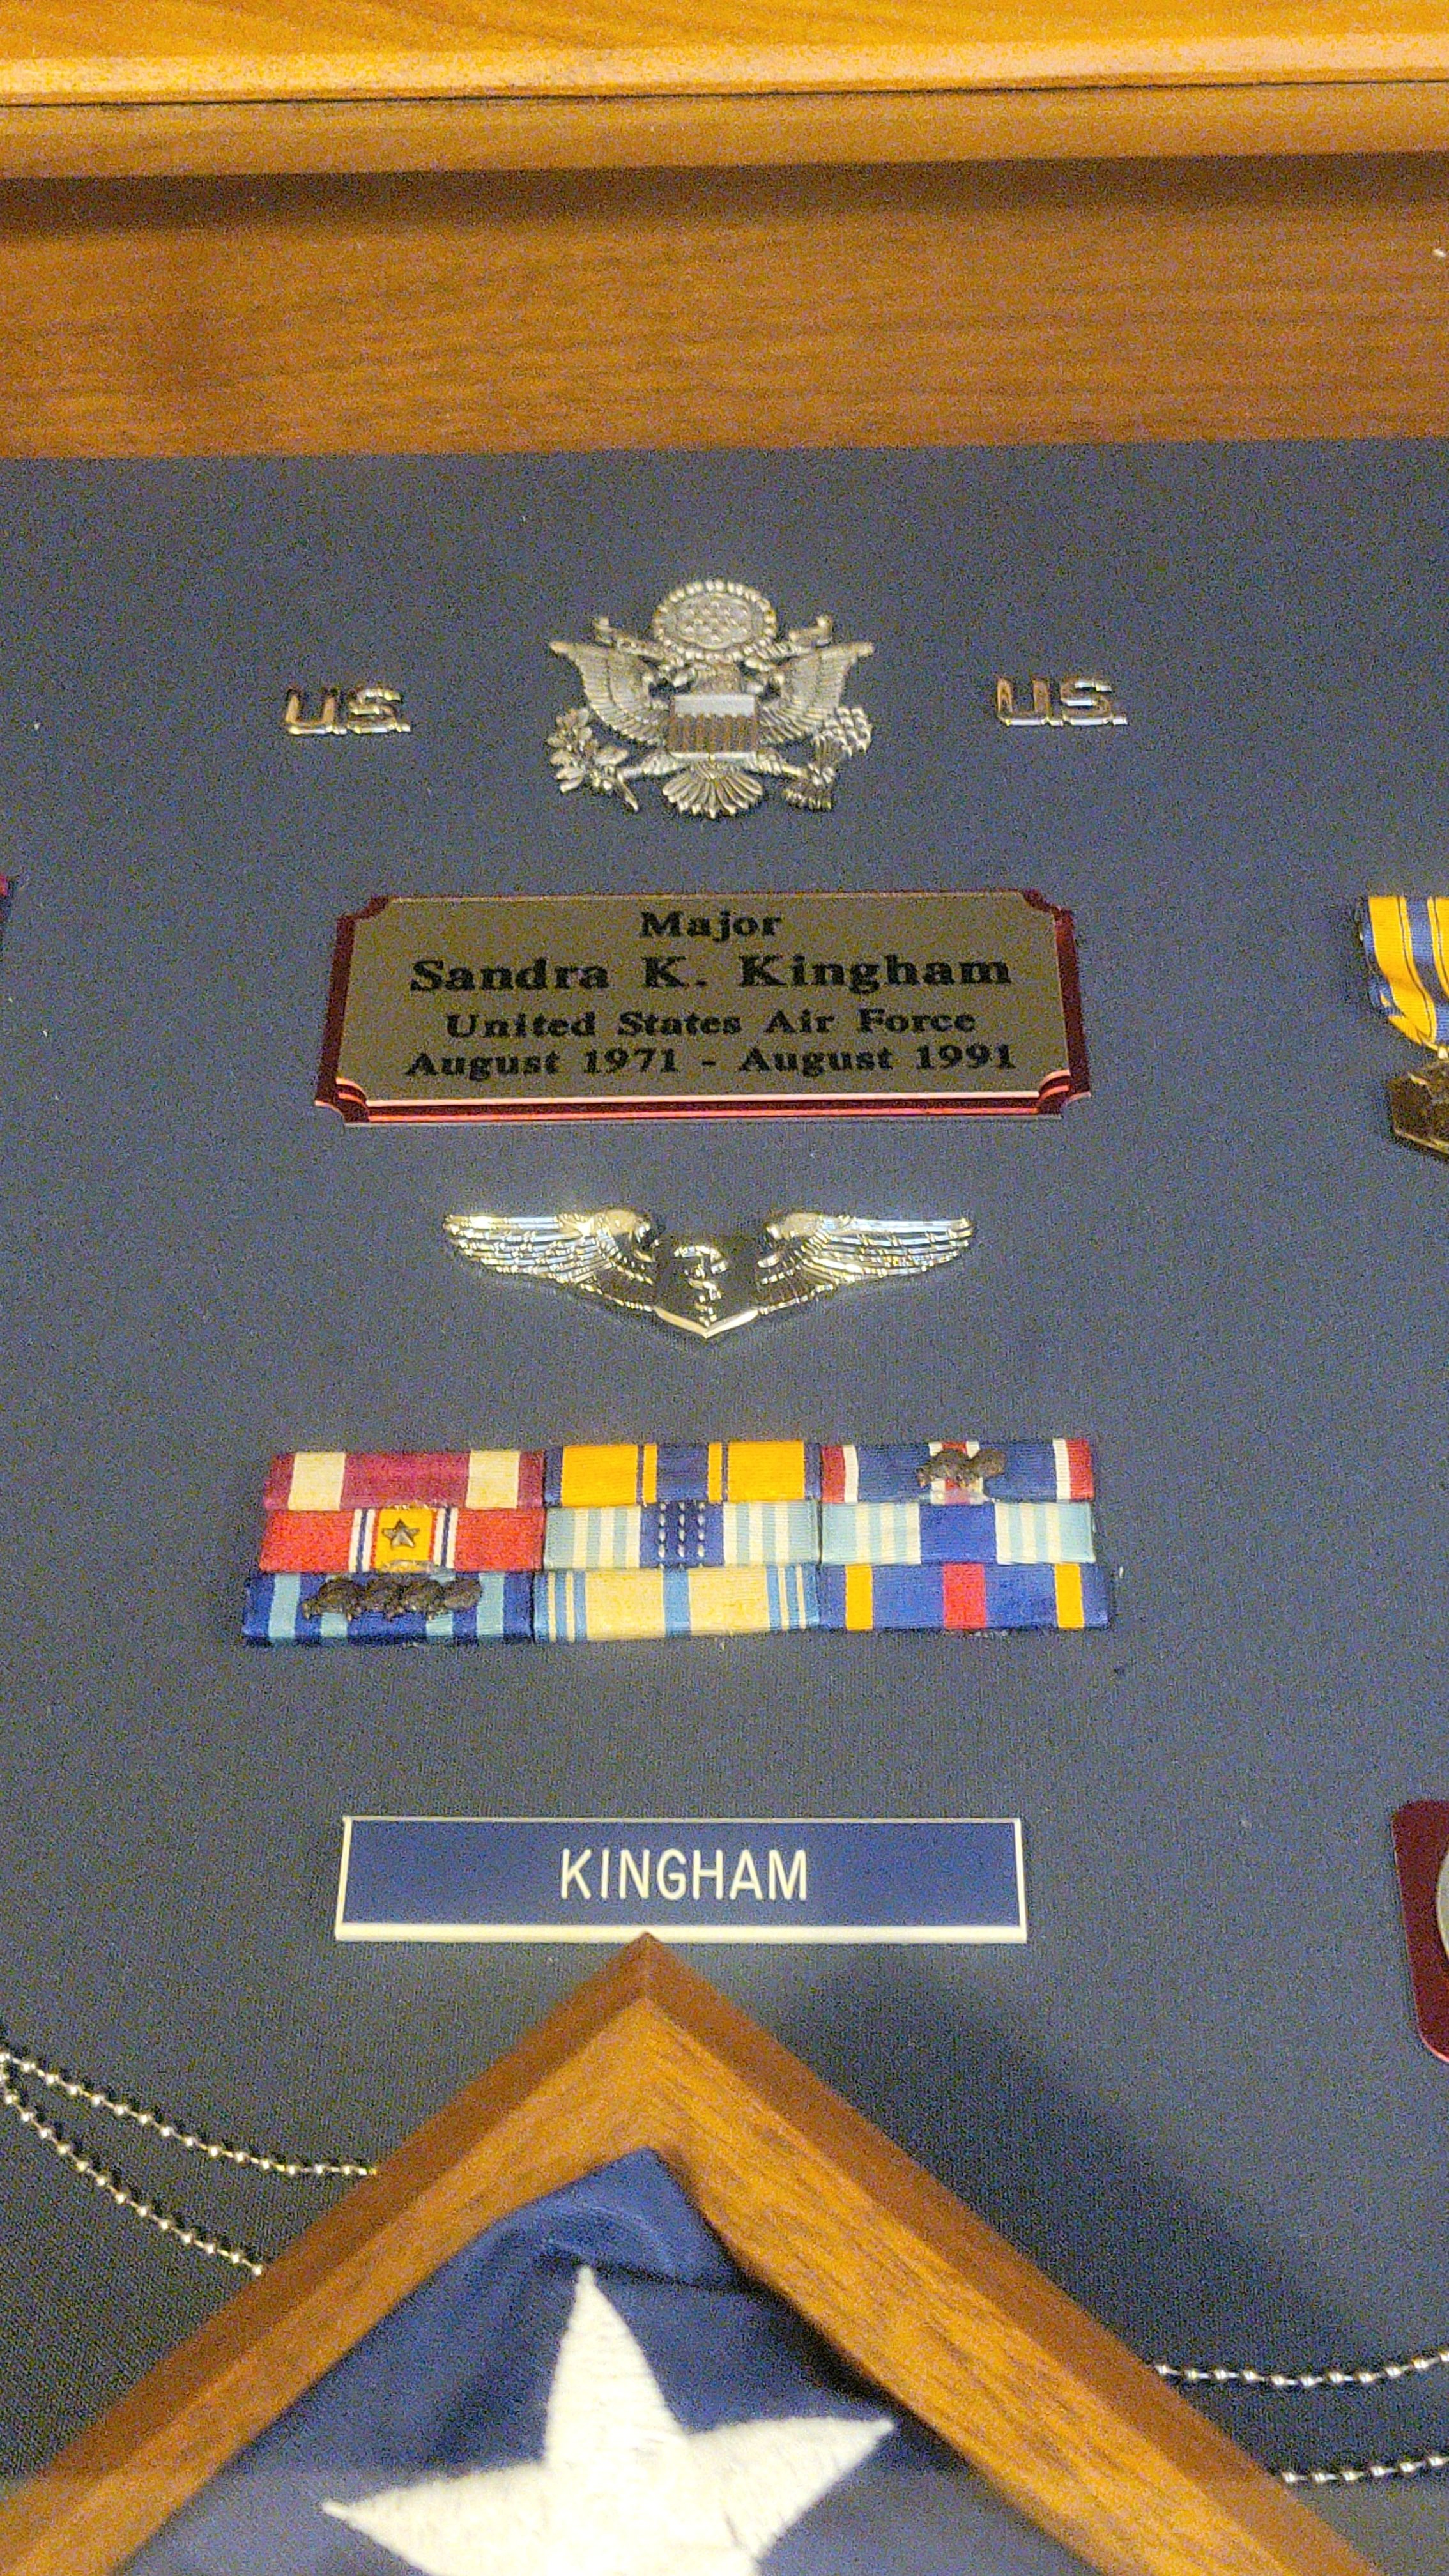 U.S. U.S.
Major
Sandra K. Kingham
United States Air Force
August 1971 - August 1991
KINGHAM